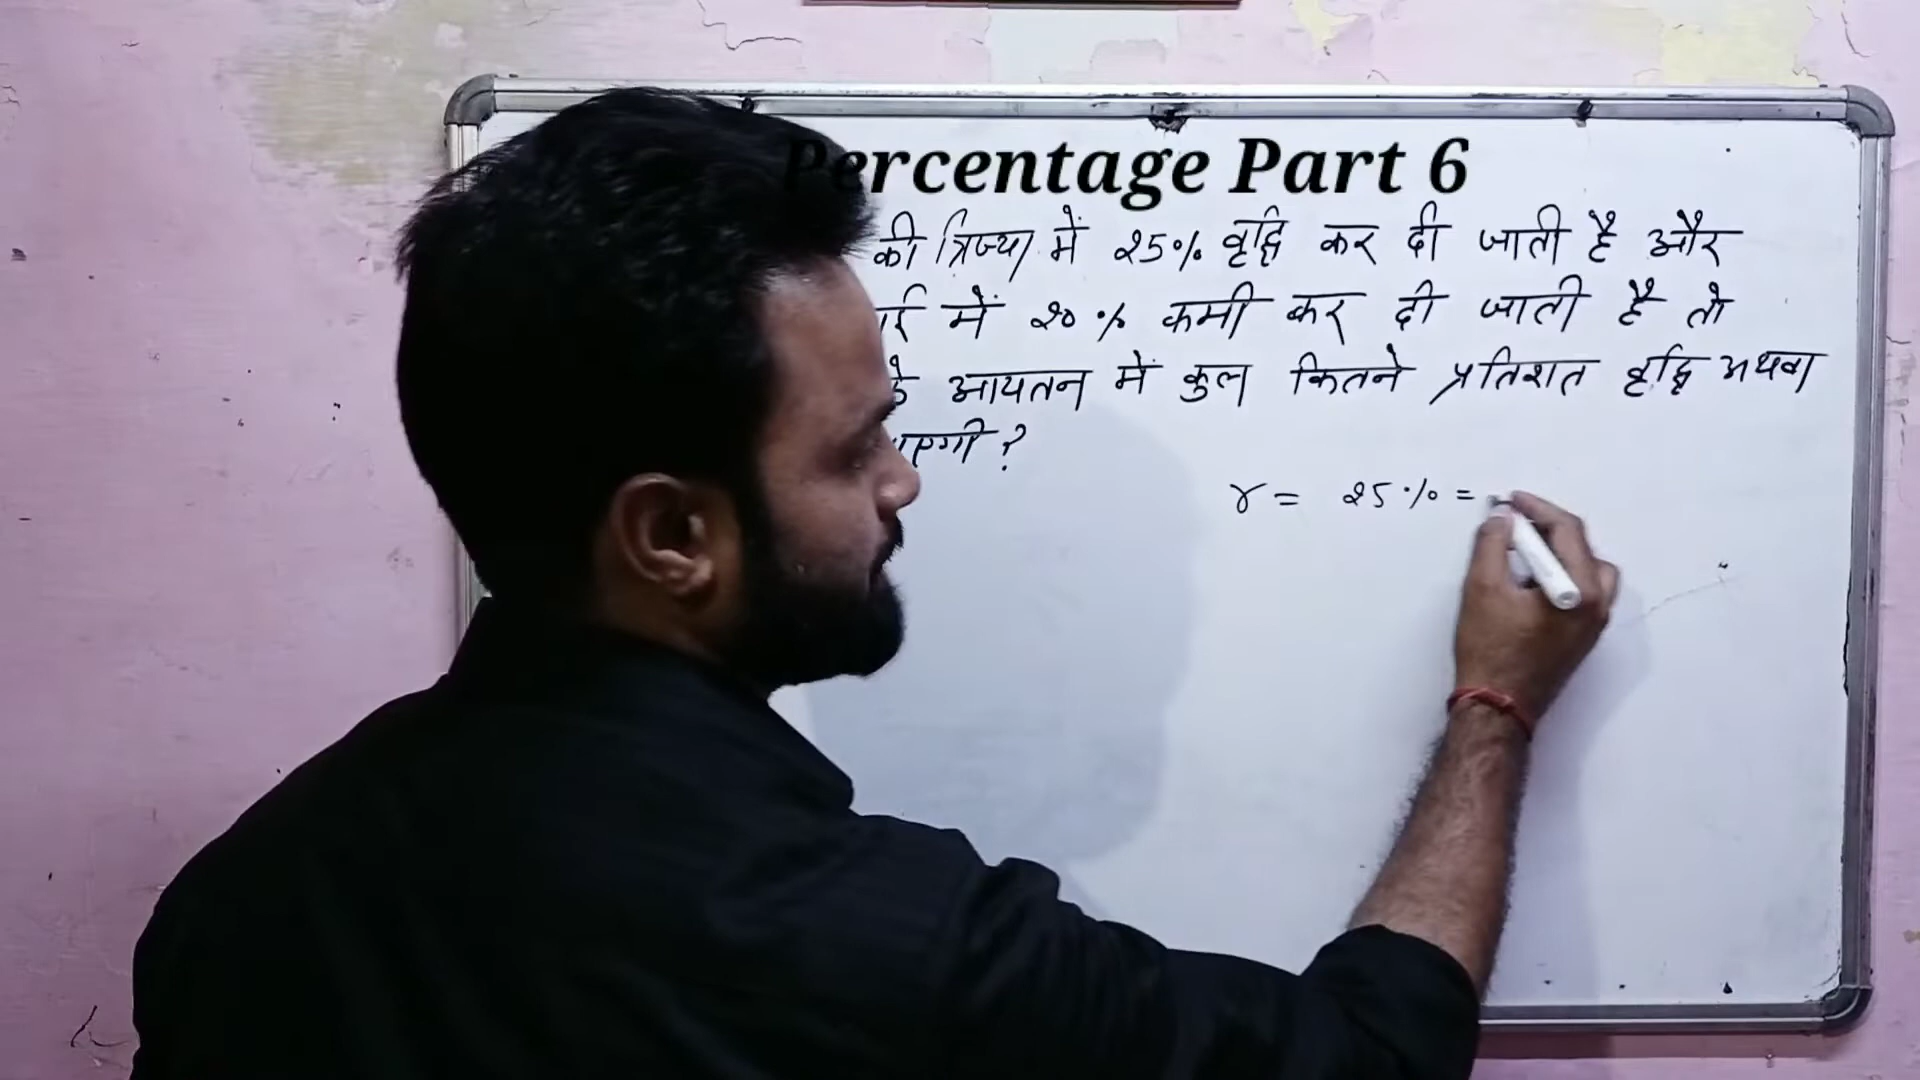 Percentage Part 6
की त्रिज्या में 25% वृद्धि कर दी जाती है और
में 20% कमी कर दी जाती है तो
के आयतन में कुल कितने प्रतिशत वृद्धि अथवा
?
r = 25% =